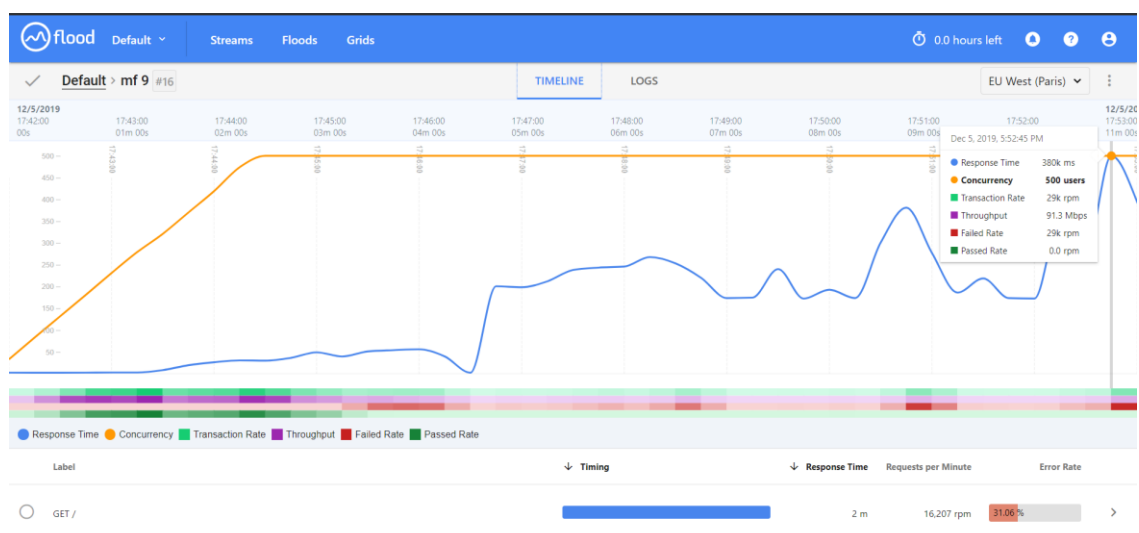 flood Default Streams Floods Grids 0.0 hours left
Default > mf 9 #16 TIMELINE LOGS EU West (Paris)
12/5/2019 12/5/20
17:42:00 17:43:00 17:44:00 17:45:00 17:46:00 17:47:00 17:48:00 17:49:00 17:50:00 17:51:00 17:52:00 17:53:00
00s 01m 00s 02m 00s 03m 00s 04m 00s 05m 00s 06m 00s 07m 00s 08m 00s 09m 00s 11m 00s
Dec 5, 2019, 5:52:45 PM
Response Time 380k ms
Concurrency 500 users
Transaction Rate 29k rpm
Throughput 91.3 Mbps
Failed Rate 29k rpm
Passed Rate 0.0 rpm
500
450
400
350
300
250
200
150
100
50
17:43:00
17:44:00
Response Time Concurrency Transaction Rate Throughput Failed Rate Passed Rate
Label Timing Response Time Requests per Minute Error Rate
GET / 2 m 16,207 rpm 31.06 %